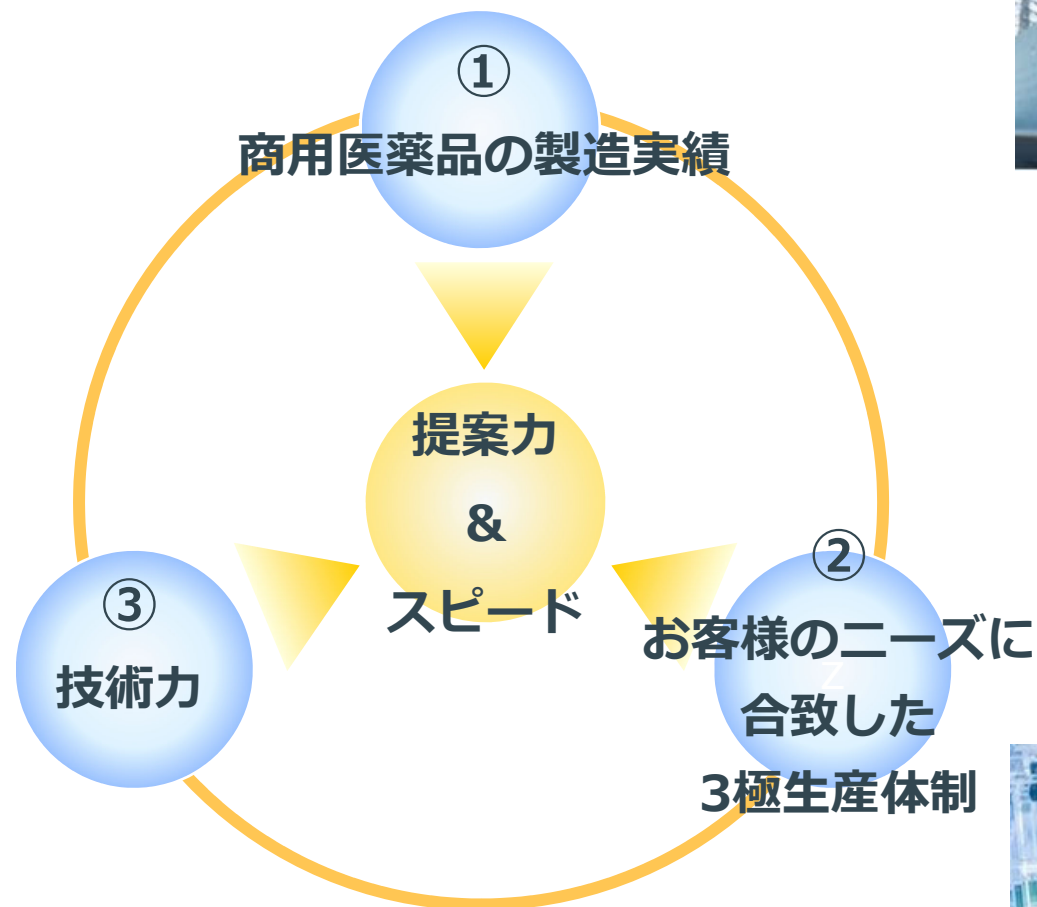 ①
商用医薬品の製造実績
提案力
&
スピード
②
お客様のニーズに
合致した
3極生産体制
③
技術力
z